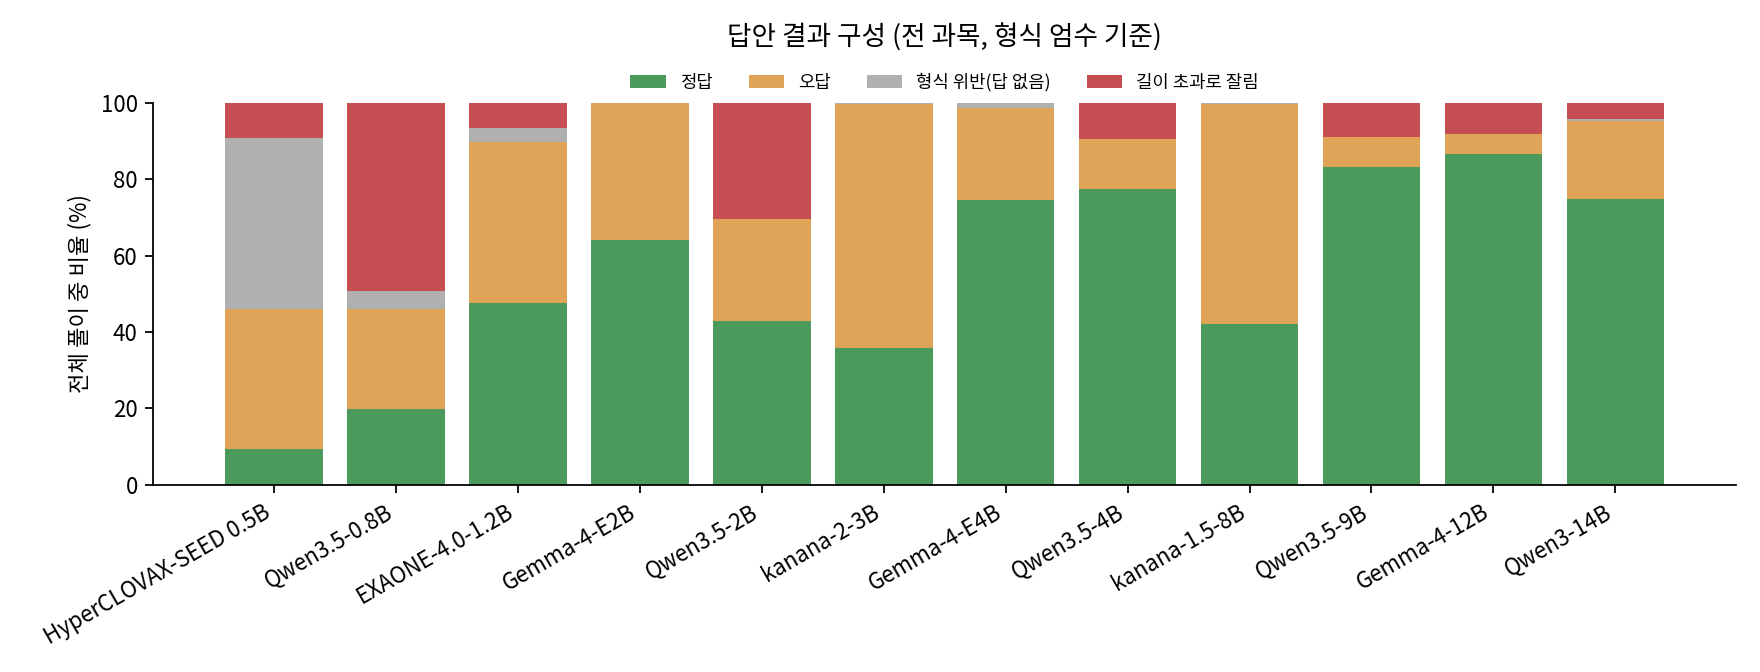 답안 결과 구성 (전 과목, 형식 엄수 기준)
정답 오답 형식 위반(답 없음) 길이 초과로 잘림
전체 풀이 중 비율 (%)
100
80
60
40
20
0
HyperCLOVAX-SEED 0.5B
Qwen3.5-0.8B
EXAONE-4.0-1.2B
Gemma-4-E2B
Qwen3.5-2B
kanana-2-3B
Gemma-4-E4B
Qwen3.5-4B
kanana-1.5-8B
Qwen3.5-9B
Gemma-4-12B
Qwen3-14B